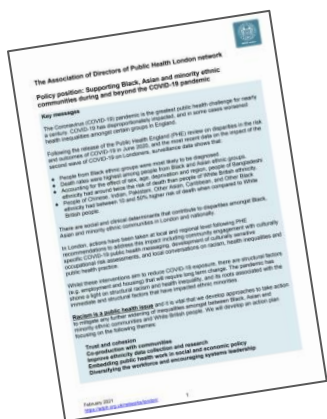 The Association of Directors of Public Health London network
Policy position: Supporting Black, Asian and minority ethnic
communities during and beyond the COVID-19 pandemic
Key messages
The Coronavirus (COVID-19) pandemic is the greatest public health challenge for nearly
a century. COVID-19 has disproportionately impacted, and in some cases worsened
health inequalities amongst certain groups in England.
Following the release of the Public Health England (PHE) review on disparities in the risk
and outcomes of COVID-19 in June 2020, and the most recent data on the impact of the
second wave of COVID-19 on Londoners, surveillance data shows that:
• People from Black ethnic groups were most likely to be diagnosed.
• Death rates were highest among people from Black and Asian ethnic groups.
• Accounting for the effect of sex, age, deprivation and region, people of Bangladeshi
ethnicity had around twice the risk of death than people of White British ethnicity.
• People of Chinese, Indian, Pakistani, Other Asian, Caribbean, and Other Black
ethnicity had between 10 and 50% higher risk of death when compared to White
British people.
There are social and clinical determinants that contribute to disparities amongst Black,
Asian and minority ethnic communities in London and nationally.
In London, actions have been taken at local and regional level following PHE
recommendations to address this impact including community engagement with culturally
specific COVID-19 public health messaging, development of culturally sensitive
occupational risk assessments, and local conversations on racism, health inequalities and
public health practice.
Whilst these interventions aim to reduce COVID-19 exposure, there are structural factors
(e.g. employment and housing) that will require long term change. The pandemic has
shone a light on structural racism and health inequality, and its roots associated with the
immediate and structural factors that have impacted ethnic minorities
Racism is a public health issue and it is vital that we develop approaches to take action
to mitigate any further widening of inequalities amongst between Black, Asian and
minority ethnic communities and White British people. We will develop an action plan
focusing on the following themes:
Trust and cohesion
Co-production with communities
Improve ethnicity data collection and research
Embedding public health work in social and economic policy
Diversifying the workforce and encouraging systems leadership
February 2021
1